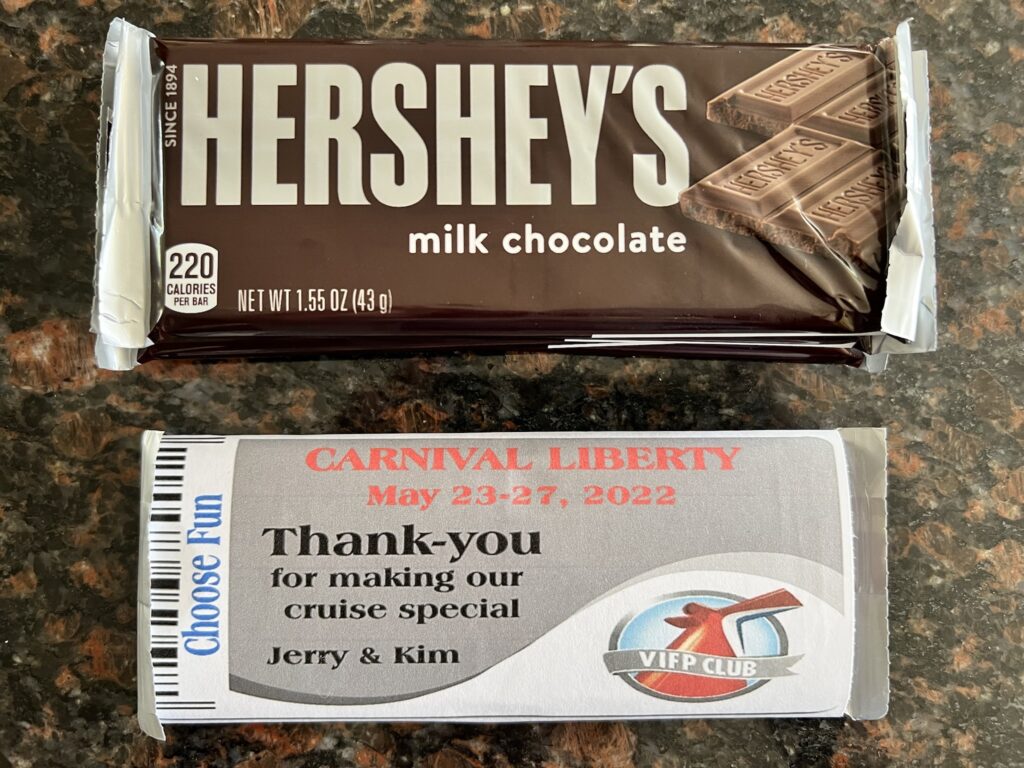 SINCE 1894
HERSHEY'S
milk chocolate
220
CALORIES
PER BAR
NET WT 1.55 OZ (43 g)
HERSHEY'S
HERSHEY'S
HERSHEY'S
HERSHEY'S
Choose Fun
CARNIVAL LIBERTY
May 23-27, 2022
Thank-you
for making our
cruise special
Jerry & Kim
VIFP CLUB